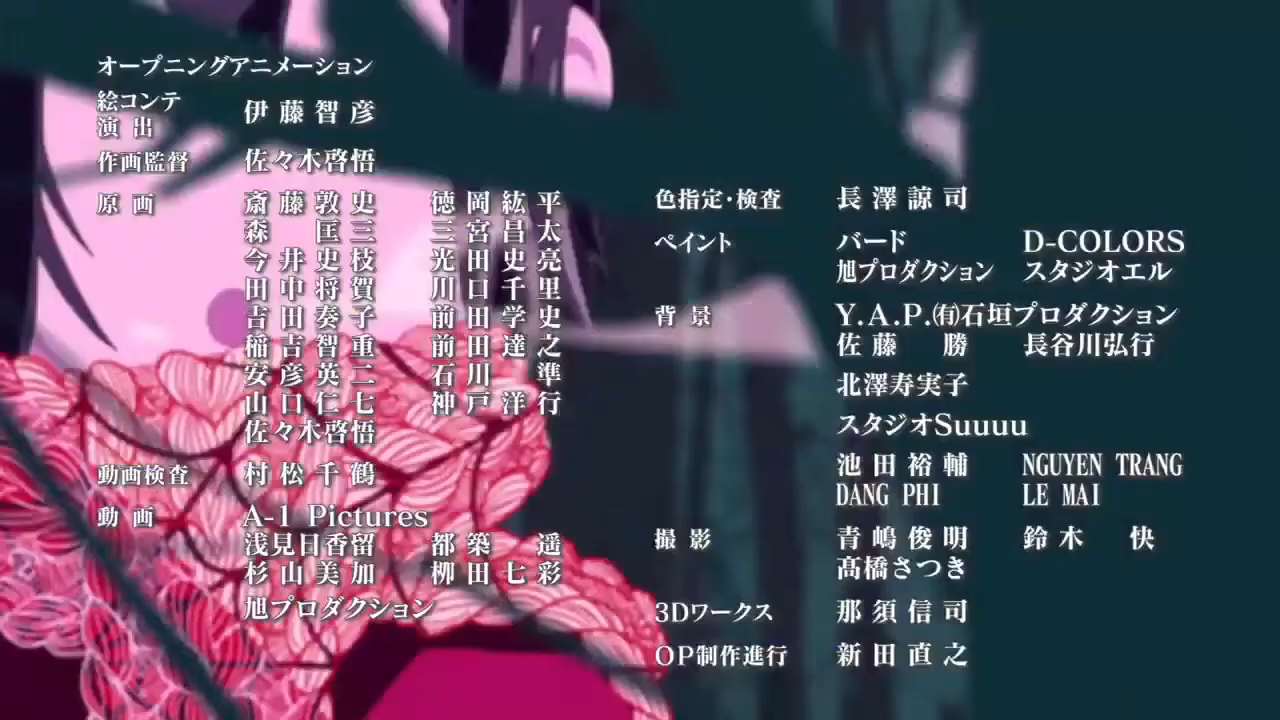 オープニングアニメーション
絵コンテ
演出 伊藤智彦
作画監督 佐々木啓悟
原画 斎藤敦史 徳岡紘平
森 匡三 三宮昌太
今井史枝 光田史亮
田中将賀 川口千里
吉田奏子 前田学史
稲吉智重 前田達之
安彦英二 石川 準
山口仁七 神戸洋行
佐々木啓悟
動画検査 村松千鶴
動画 A-1 Pictures
浅見日香留 都築 遥
杉山美加 柳田七彩
旭プロダクション
色指定・検査 長澤諒司
ペイント バード D-COLORS
旭プロダクション スタジオエル
背景 Y.A.P.㈲石垣プロダクション
佐藤 勝 長谷川弘行
北澤寿実子
スタジオSuuuu
池田裕輔 NGUYEN TRANG
DANG PHI LE MAI
撮影 青嶋俊明 鈴木 快
髙橋さつき
3Dワークス 那須信司
OP制作進行 新田直之